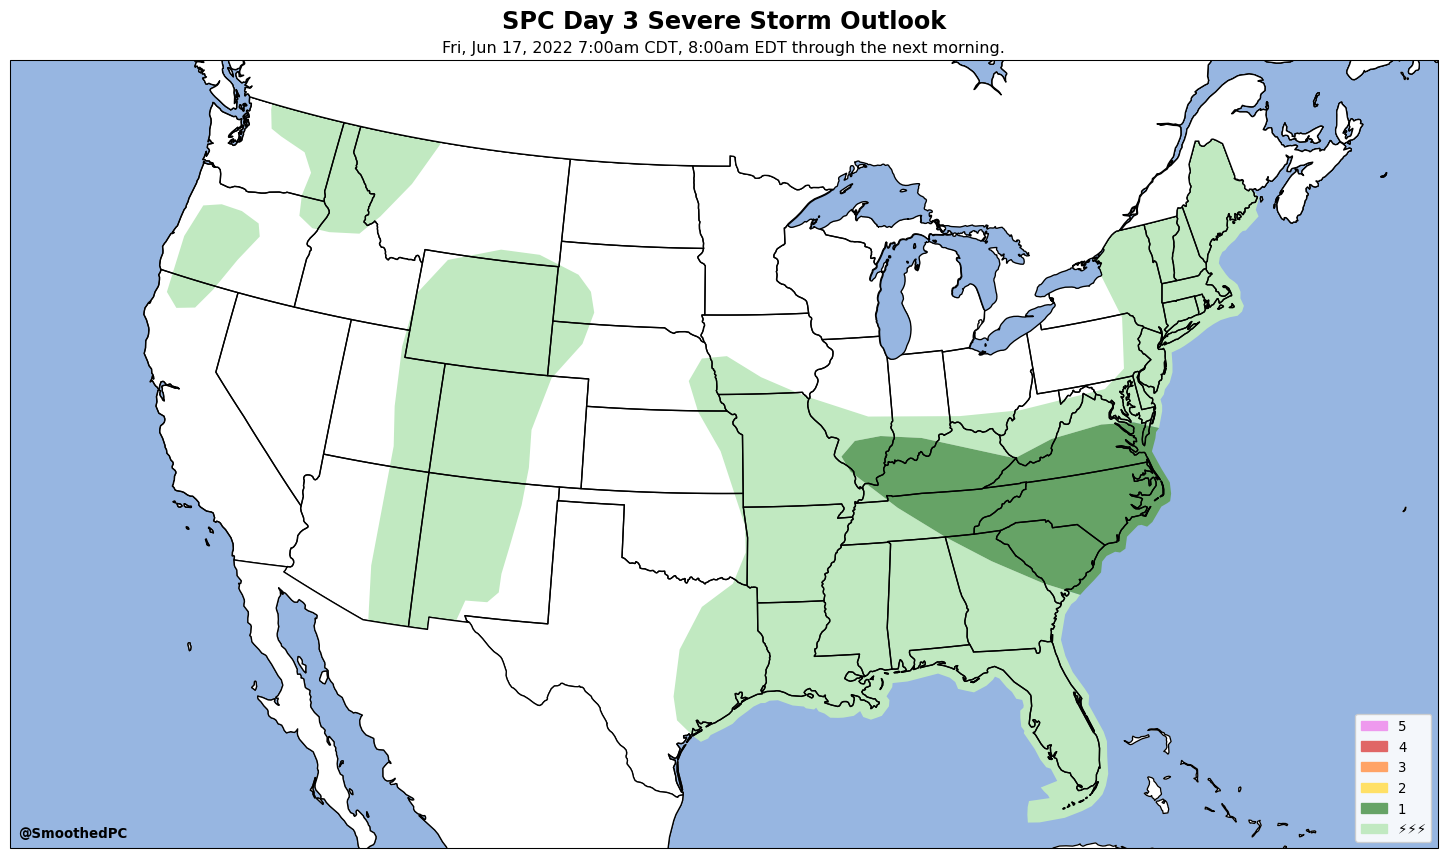 SPC Day 3 Severe Storm Outlook
Fri, Jun 17, 2022 7:00am CDT, 8:00am EDT through the next morning.
5
4
3
2
1
⚡⚡⚡
@SmoothedPC